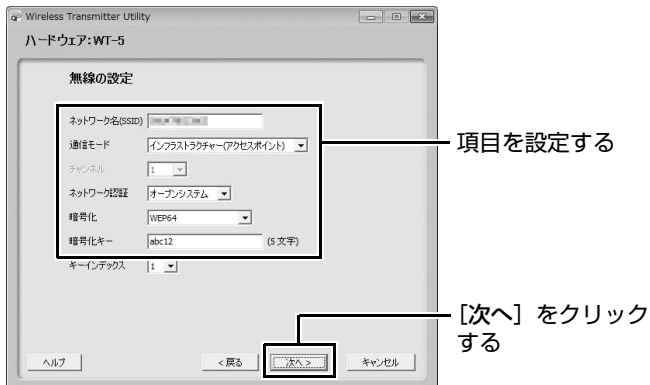 Wireless Transmitter Utility
ハードウェア:WT-5
無線の設定
ネットワーク名(SSID)
通信モード インフラストラクチャー(アクセスポイント)
チャンネル 1
ネットワーク認証 オープンシステム
暗号化 WEP64
暗号化キー abc12 (5 文字)
キーインデックス 1
ヘルプ <戻る 次へ> キャンセル
項目を設定する
[次へ]をクリック
する